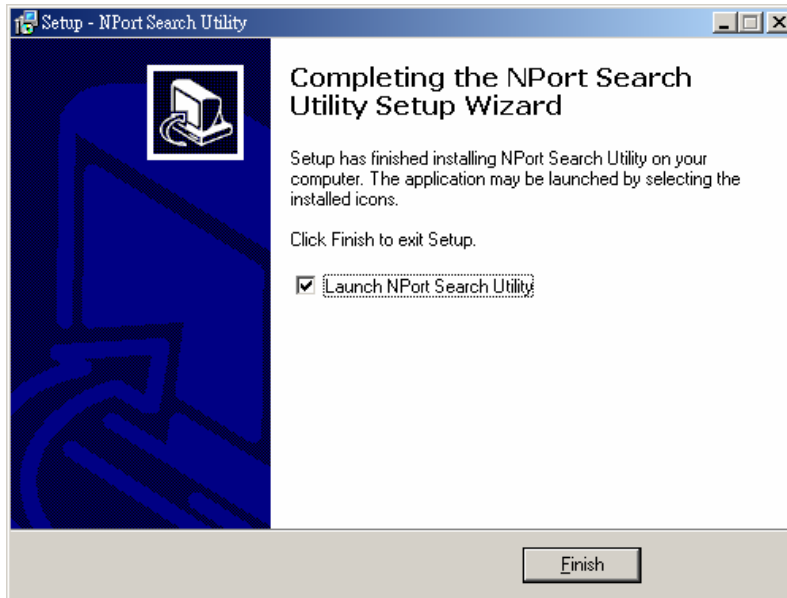 Setup - NPort Search Utility
Completing the NPort Search
Utility Setup Wizard
Setup has finished installing NPort Search Utility on your
computer. The application may be launched by selecting the
installed icons.
Click Finish to exit Setup.
Launch NPort Search Utility
Finish